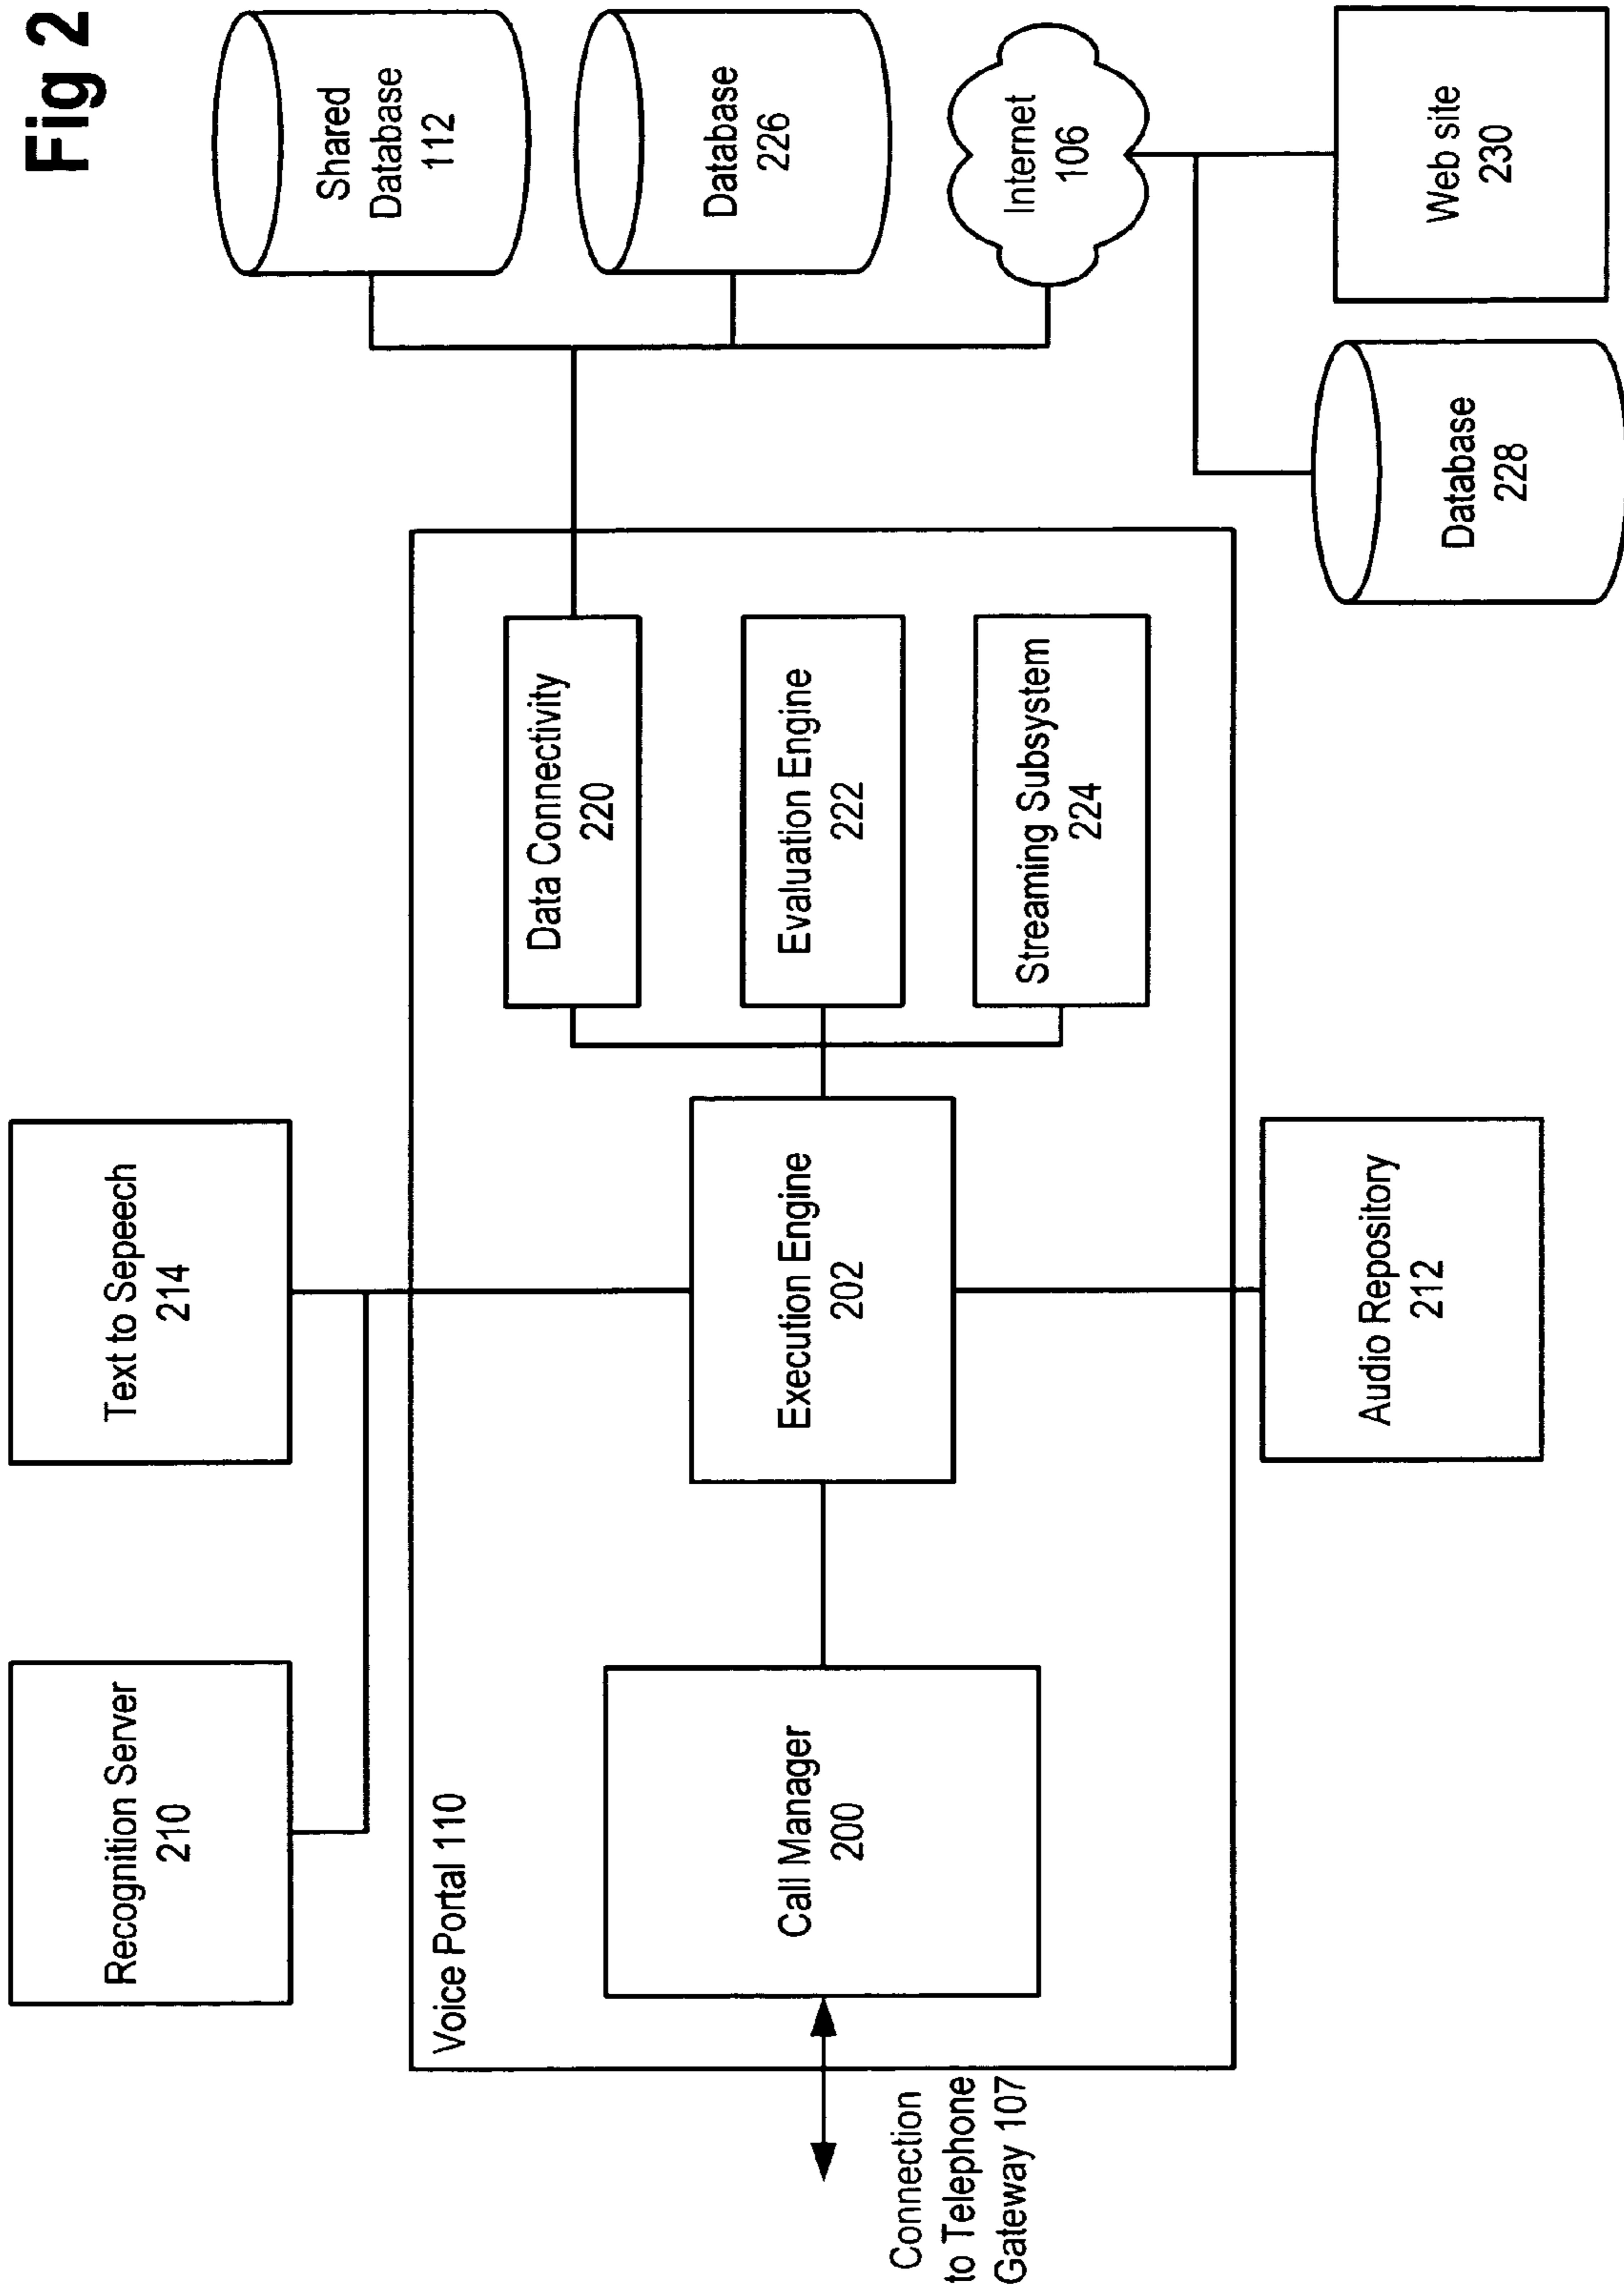 Fig 2
Recognition Server
210
Text to Sepeech
214
Shared
Database
112
Voice Portal 110
Data Connectivity
220
Database
226
Call Manager
200
Execution Engine
202
Evaluation Engine
222
Connection
to Telephone
Gateway 107
Streaming Subsystem
224
Internet
106
Audio Repository
212
Database
228
Web site
230